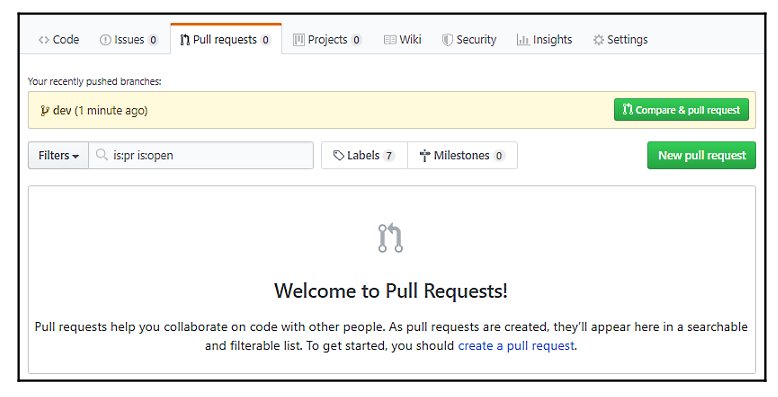 Code Issues 0 Pull requests 0 Projects 0 Wiki Security Insights Settings
Your recently pushed branches:
dev (1 minute ago) Compare & pull request
Filters is:pr is:open Labels 7 Milestones 0 New pull request
Welcome to Pull Requests!
Pull requests help you collaborate on code with other people. As pull requests are created, they'll appear here in a searchable
and filterable list. To get started, you should create a pull request.